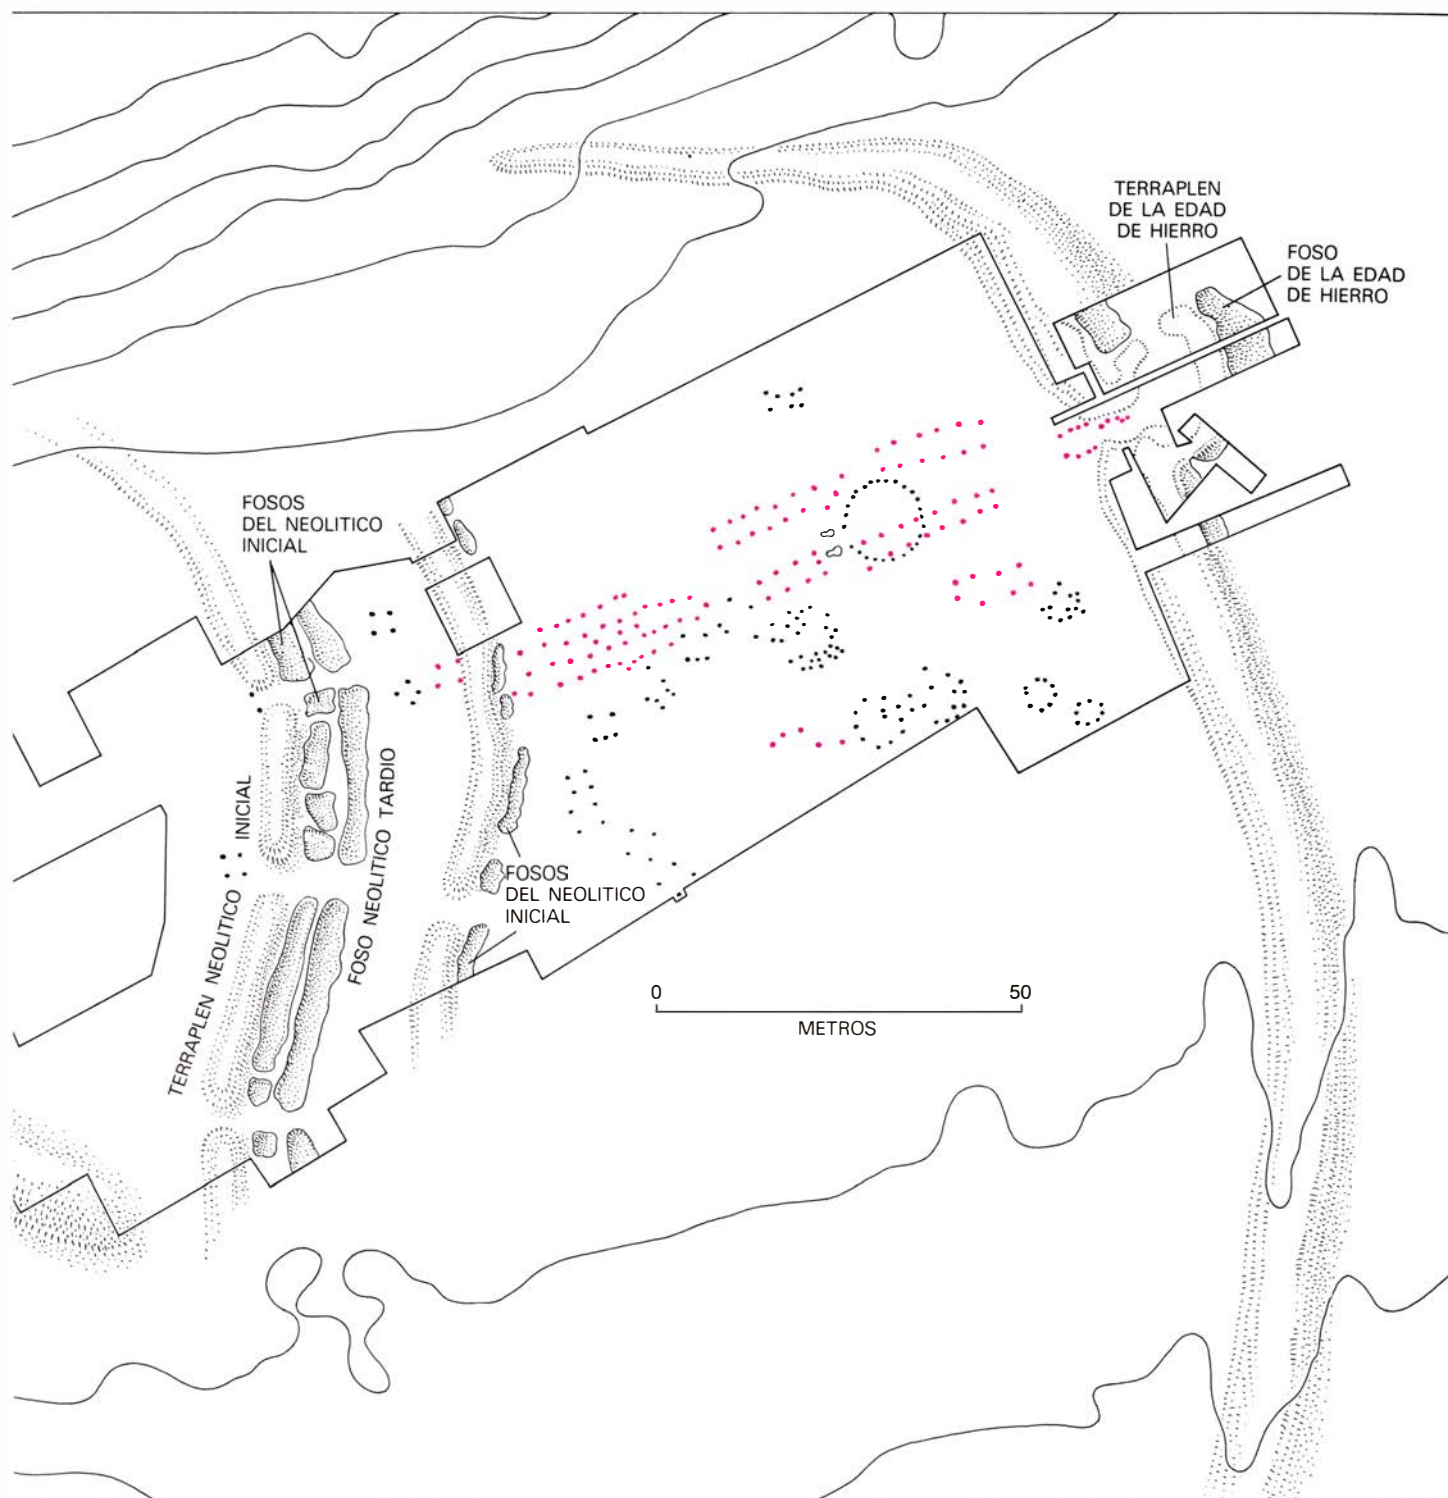 TERRAPLEN
DE LA EDAD
DE HIERRO
FOSO
DE LA EDAD
DE HIERRO
FOSOS
DEL NEOLITICO
INICIAL
TERRAPLEN NEOLITICO INICIAL
FOSO NEOLITICO TARDIO
FOSOS
DEL NEOLITICO
INICIAL
0 50
METROS